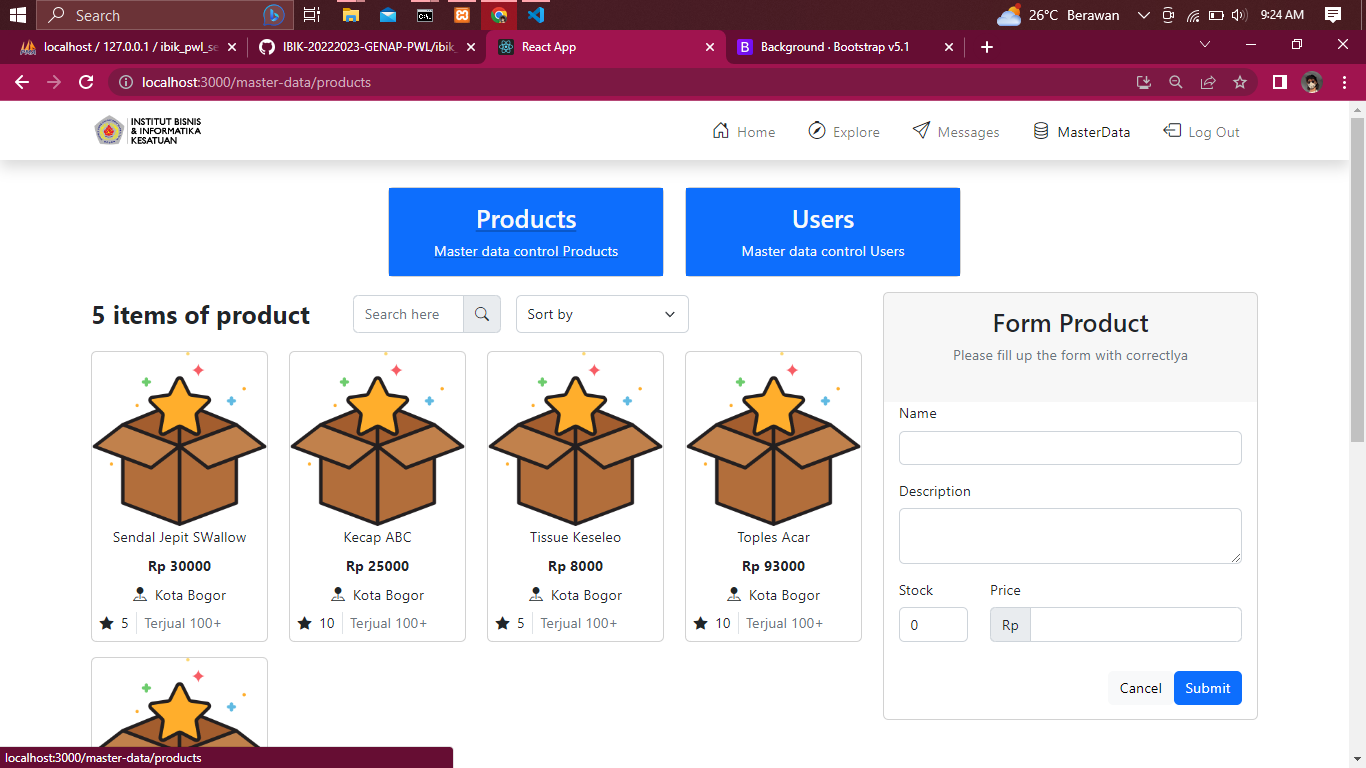 Search
26°C Berawan
9:24 AM
localhost / 127.0.0.1 / ibik_pwl_se
IBIK-20222023-GENAP-PWL/ibik_
React App
Background · Bootstrap v5.1
localhost:3000/master-data/products
INSTITUT BISNIS
& INFORMATIKA
KESATUAN
Home
Explore
Messages
MasterData
Log Out
Products
Master data control Products
Users
Master data control Users
5 items of product
Search here
Sort by
Sendal Jepit SWallow
Rp 30000
Kota Bogor
5 Terjual 100+
Kecap ABC
Rp 25000
Kota Bogor
10 Terjual 100+
Tissue Keseleo
Rp 8000
Kota Bogor
5 Terjual 100+
Toples Acar
Rp 93000
Kota Bogor
10 Terjual 100+
Form Product
Please fill up the form with correctlya
Name
Description
Stock
Price
0
Rp
Cancel
Submit
localhost:3000/master-data/products